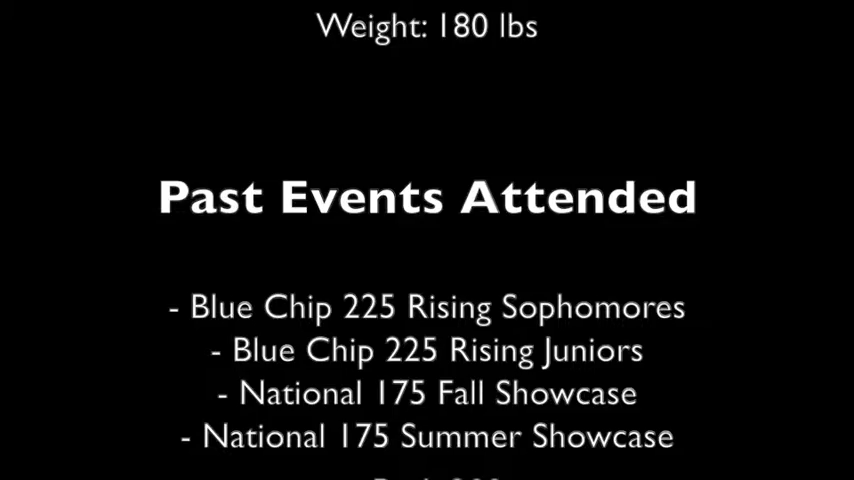 Weight: 180 lbs
Past Events Attended
- Blue Chip 225 Rising Sophomores
- Blue Chip 225 Rising Juniors
- National 175 Fall Showcase
- National 175 Summer Showcase